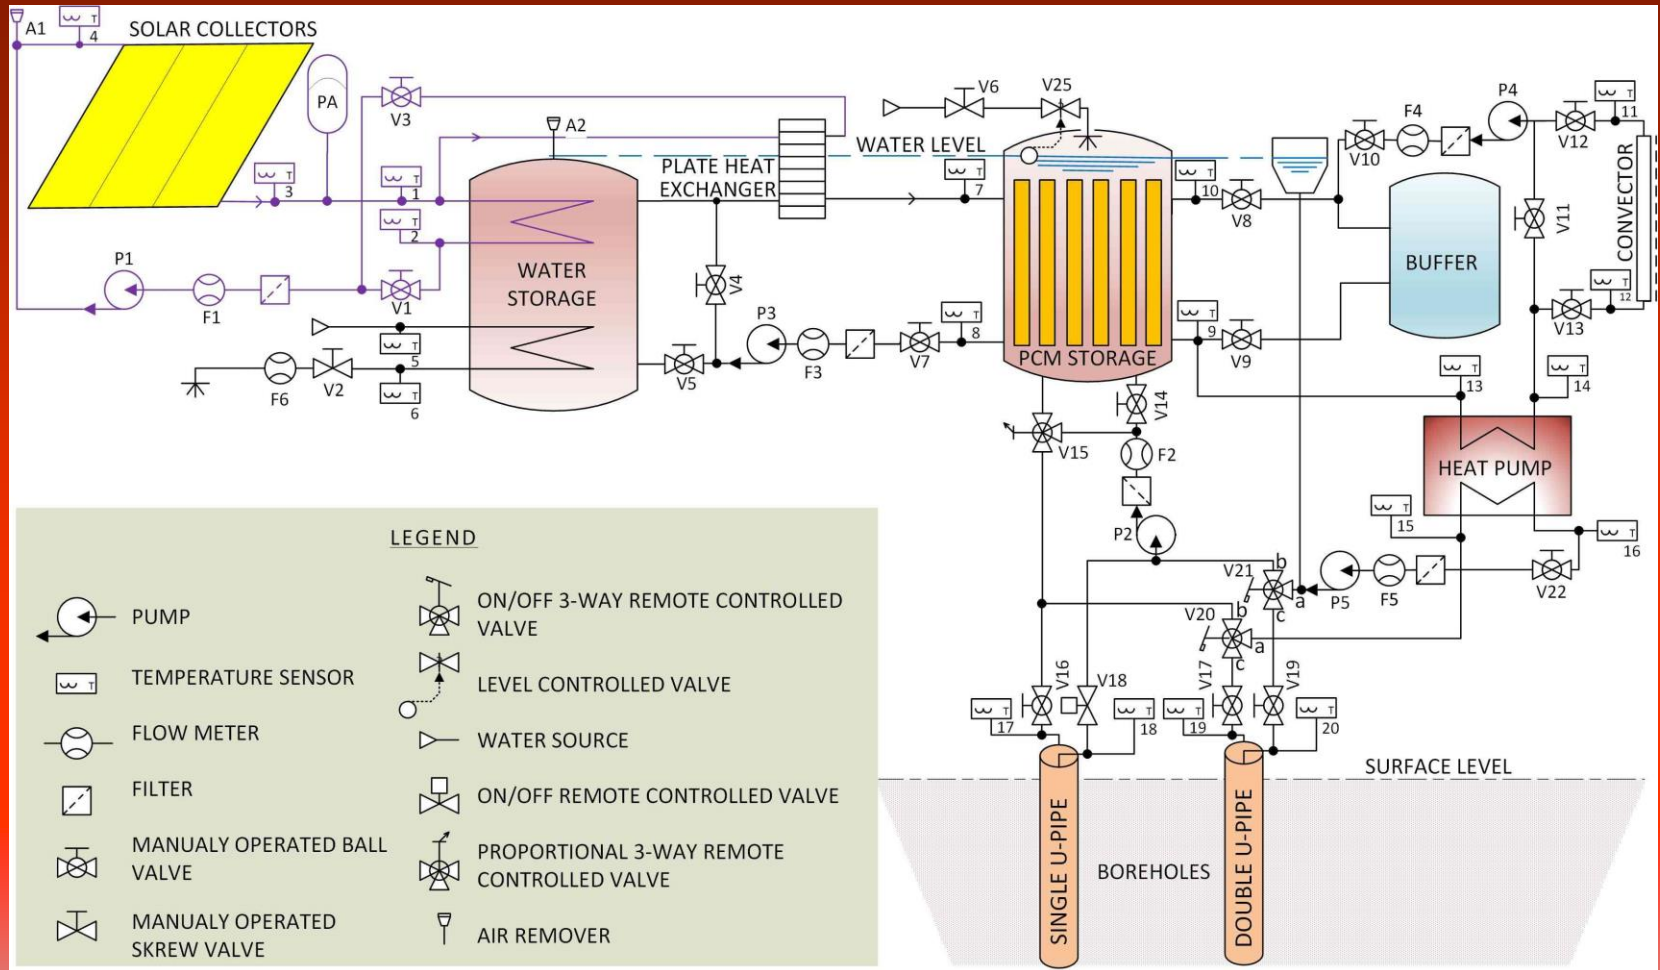 A1
ω T
4
SOLAR COLLECTORS
PA
V3
A2
ω T
3
ω T
1
ω T
2
P1
F1
V1
ω T
5
F6
V2
ω T
6
WATER
STORAGE
PLATE HEAT
EXCHANGER
V4
V5
P3
F3
V7
ω T
8
ω T
7
WATER LEVEL
V6
V25
PCM STORAGE
ω T
10
V8
ω T
9
V9
V10
F4
P4
V12
ω T
11
BUFFER
V11
CONVECTOR
ω T
12
V13
ω T
13
ω T
14
HEAT PUMP
ω T
15
ω T
16
V14
V15
F2
P2
V21
b
a
c
V20
b
a
c
P5
F5
V22
V16
V18
V17
V19
ω T
17
ω T
18
ω T
19
ω T
20
SURFACE LEVEL
SINGLE U-PIPE
BOREHOLES
DOUBLE U-PIPE
LEGEND
PUMP
ω T
TEMPERATURE SENSOR
FLOW METER
FILTER
MANUALY OPERATED BALL
VALVE
MANUALY OPERATED
SKREW VALVE
ON/OFF 3-WAY REMOTE CONTROLLED
VALVE
LEVEL CONTROLLED VALVE
WATER SOURCE
ON/OFF REMOTE CONTROLLED VALVE
PROPORTIONAL 3-WAY REMOTE
CONTROLLED VALVE
AIR REMOVER